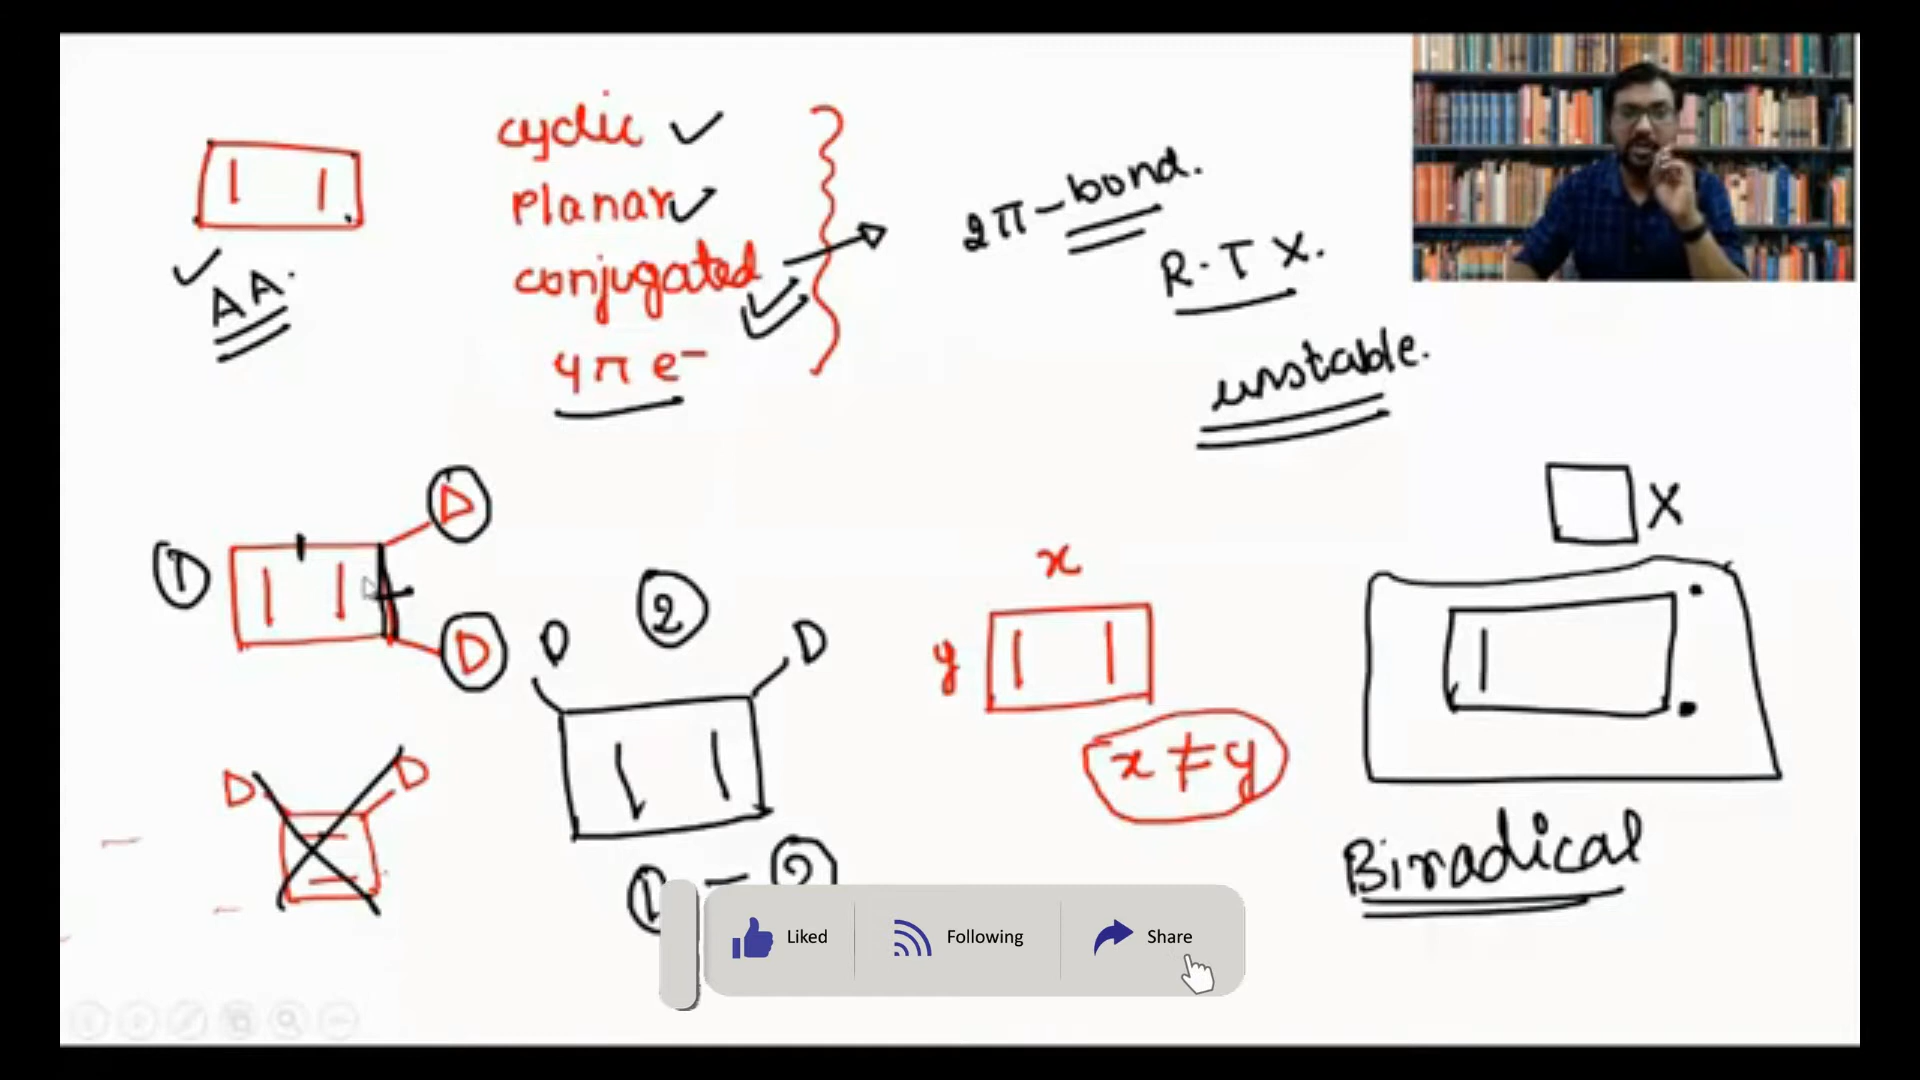 cyclic ✓
planar ✓
conjugated
4π e⁻
✓
AA.
2π-bond.
R.T X.
unstable.
①
D
D
②
D
D
x
y
x ≠ y
X
Biradical
D
D
① - ②
Liked
Following
Share